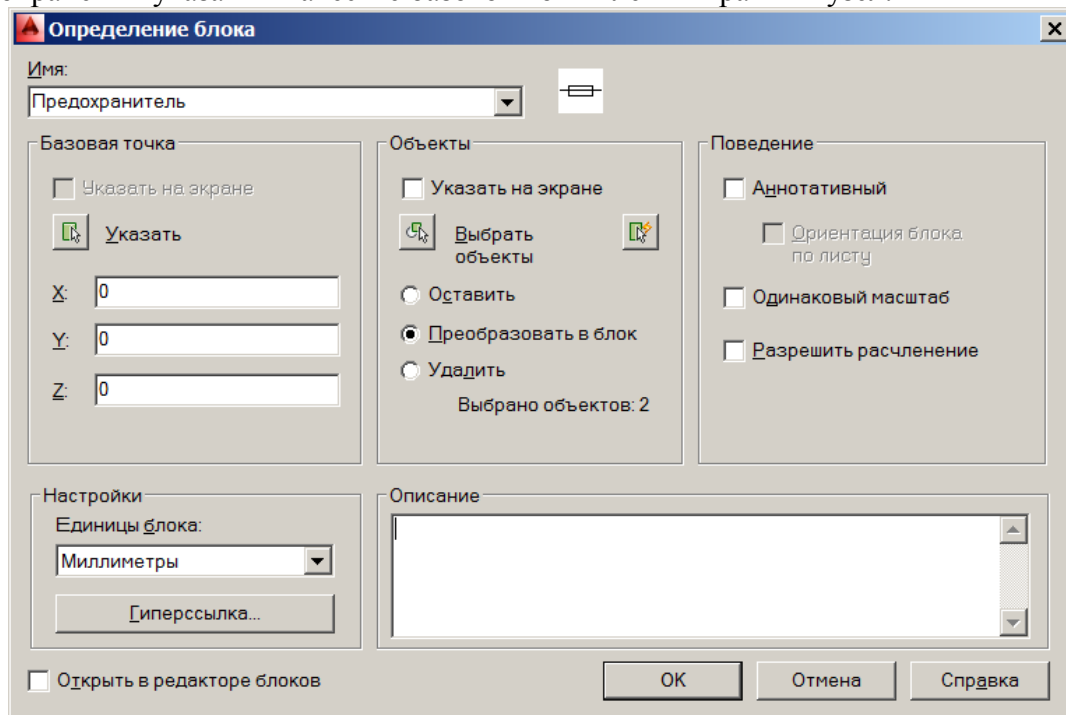 Определение блока
Имя:
Предохранитель
Базовая точка
Указать на экране
Указать
X: 0
Y: 0
Z: 0
Объекты
Указать на экране
Выбрать
объекты
Оставить
Преобразовать в блок
Удалить
Выбрано объектов: 2
Поведение
Аннотативный
Ориентация блока
по листу
Одинаковый масштаб
Разрешить расчленение
Настройки
Единицы блока:
Миллиметры
Гиперссылка...
Описание
Открыть в редакторе блоков
OK
Отмена
Справка